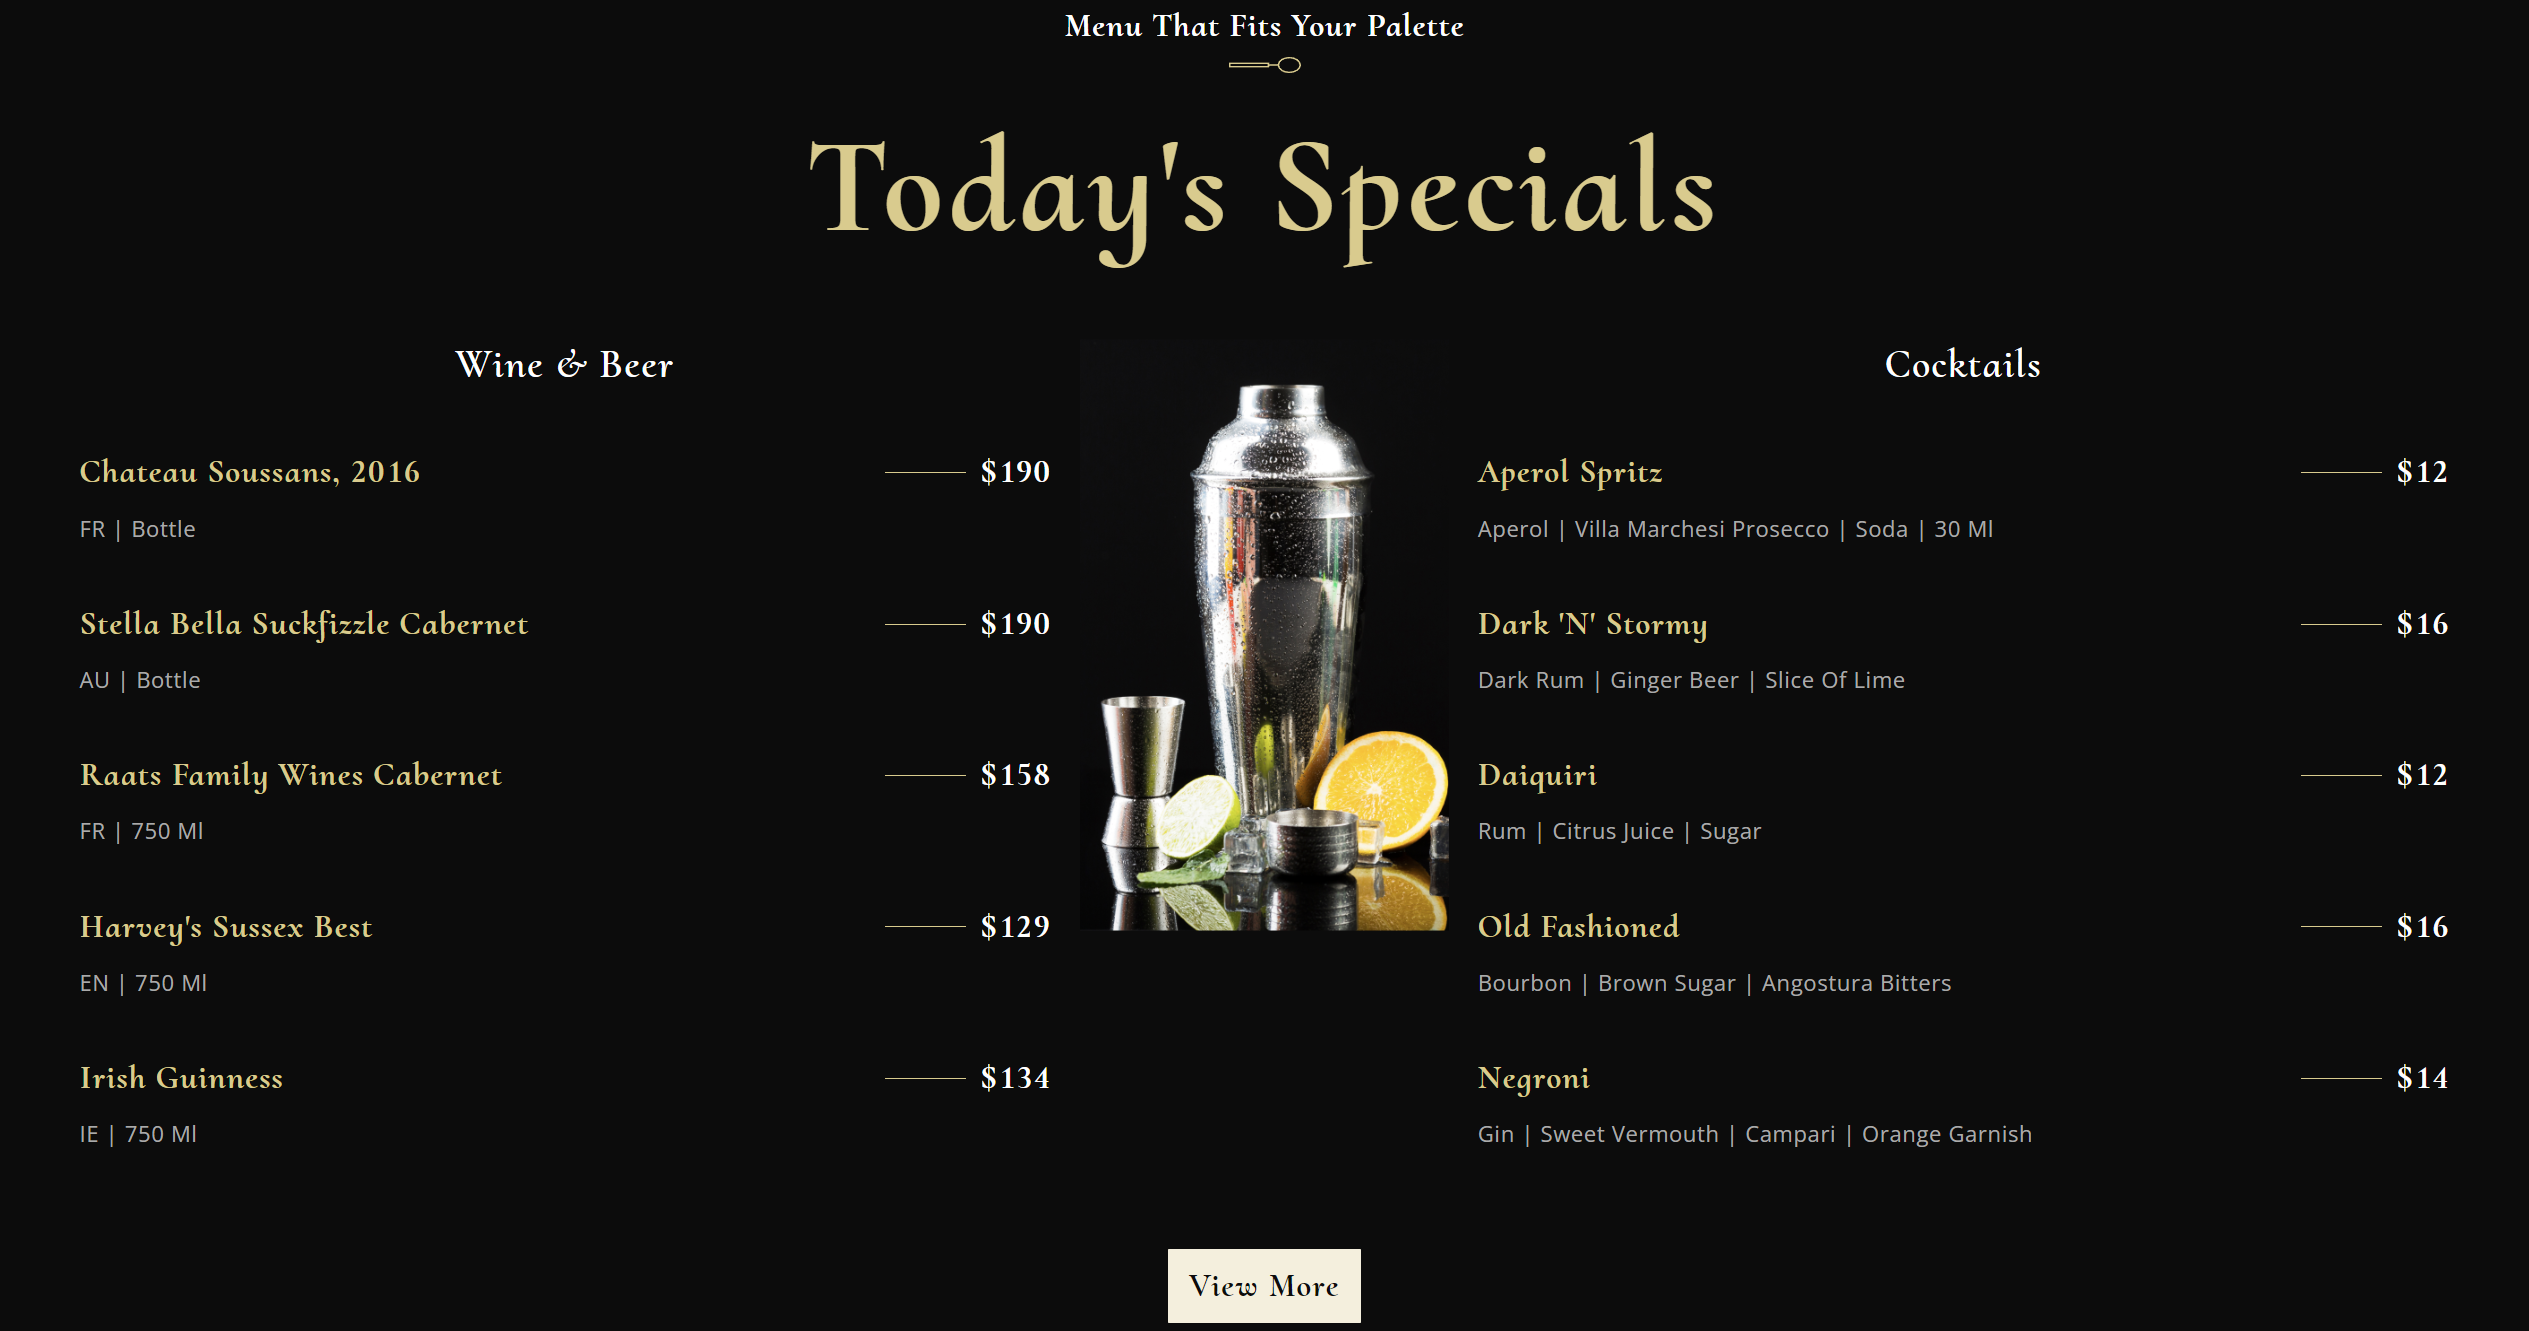 Menu That Fits Your Palette
Today's Specials
Wine & Beer
Chateau Soussans, 2016 $190
FR | Bottle
Stella Bella Suckfizzle Cabernet $190
AU | Bottle
Raats Family Wines Cabernet $158
FR | 750 Ml
Harvey's Sussex Best $129
EN | 750 Ml
Irish Guinness $134
IE | 750 Ml
Cocktails
Aperol Spritz $12
Aperol | Villa Marchesi Prosecco | Soda | 30 Ml
Dark 'N' Stormy $16
Dark Rum | Ginger Beer | Slice Of Lime
Daiquiri $12
Rum | Citrus Juice | Sugar
Old Fashioned $16
Bourbon | Brown Sugar | Angostura Bitters
Negroni $14
Gin | Sweet Vermouth | Campari | Orange Garnish
View More